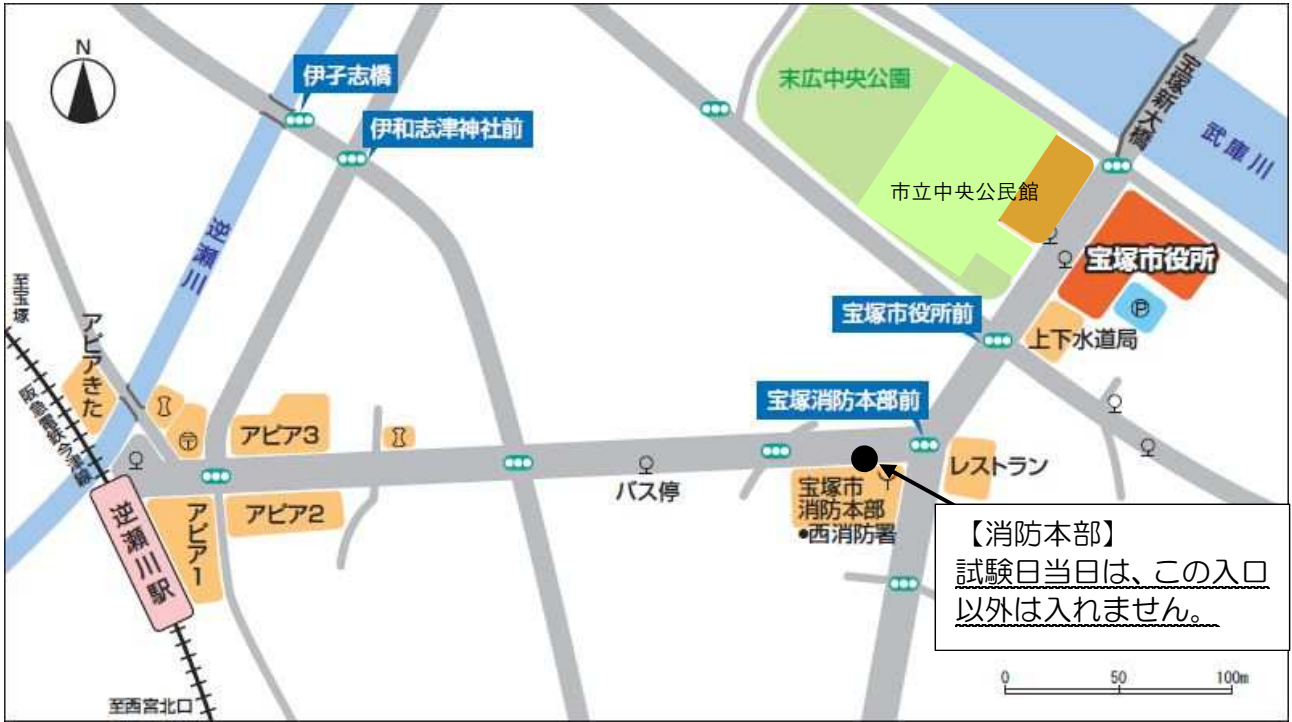 N
伊子志橋
伊和志津神社前
末広中央公園
宝塚新大橋
武庫川
市立中央公民館
逆瀬川
宝塚市役所
P
至宝塚
アピアきた
宝塚市役所前
上下水道局
阪急電鉄今津線
宝塚消防本部前
〒
アピア3
レストラン
バス停
宝塚市
消防本部
•西消防署
アピア1
アピア2
逆瀬川駅
【消防本部】
試験日当日は、この入口
以外は入れません。
0 50 100m
至西宮北口